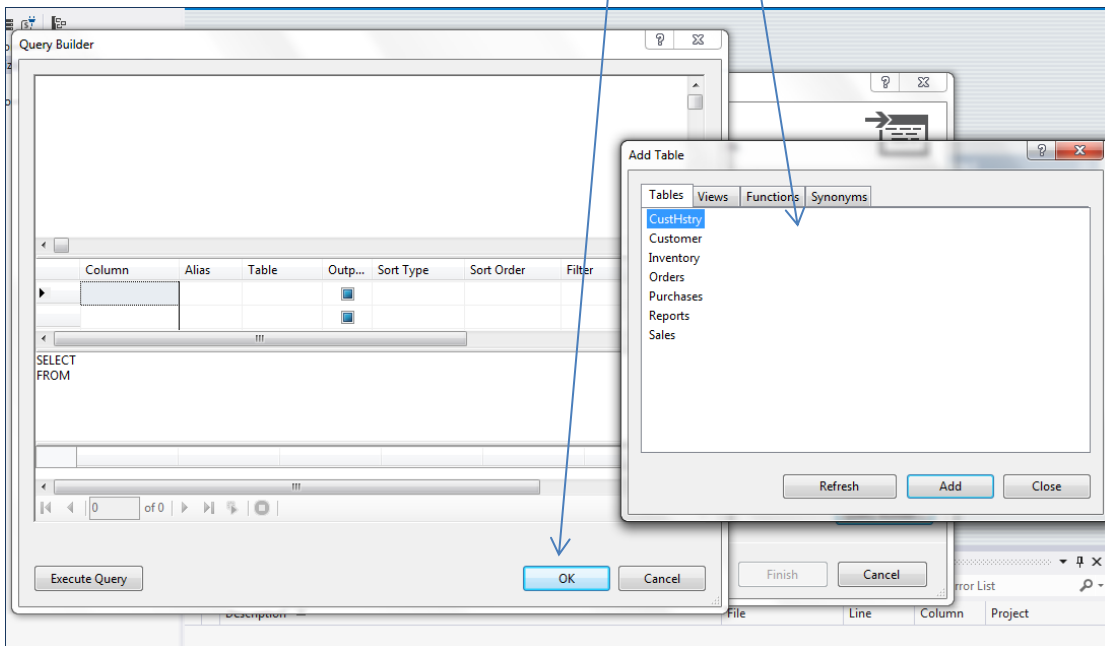 Query Builder
Add Table
Tables Views Functions Synonyms
CustHstry
Customer
Inventory
Orders
Purchases
Reports
Sales
Column Alias Table Outp... Sort Type Sort Order Filter
SELECT
FROM
Refresh Add Close
0 of 0
Execute Query OK Cancel
Finish Cancel
rror List
Description File Line Column Project